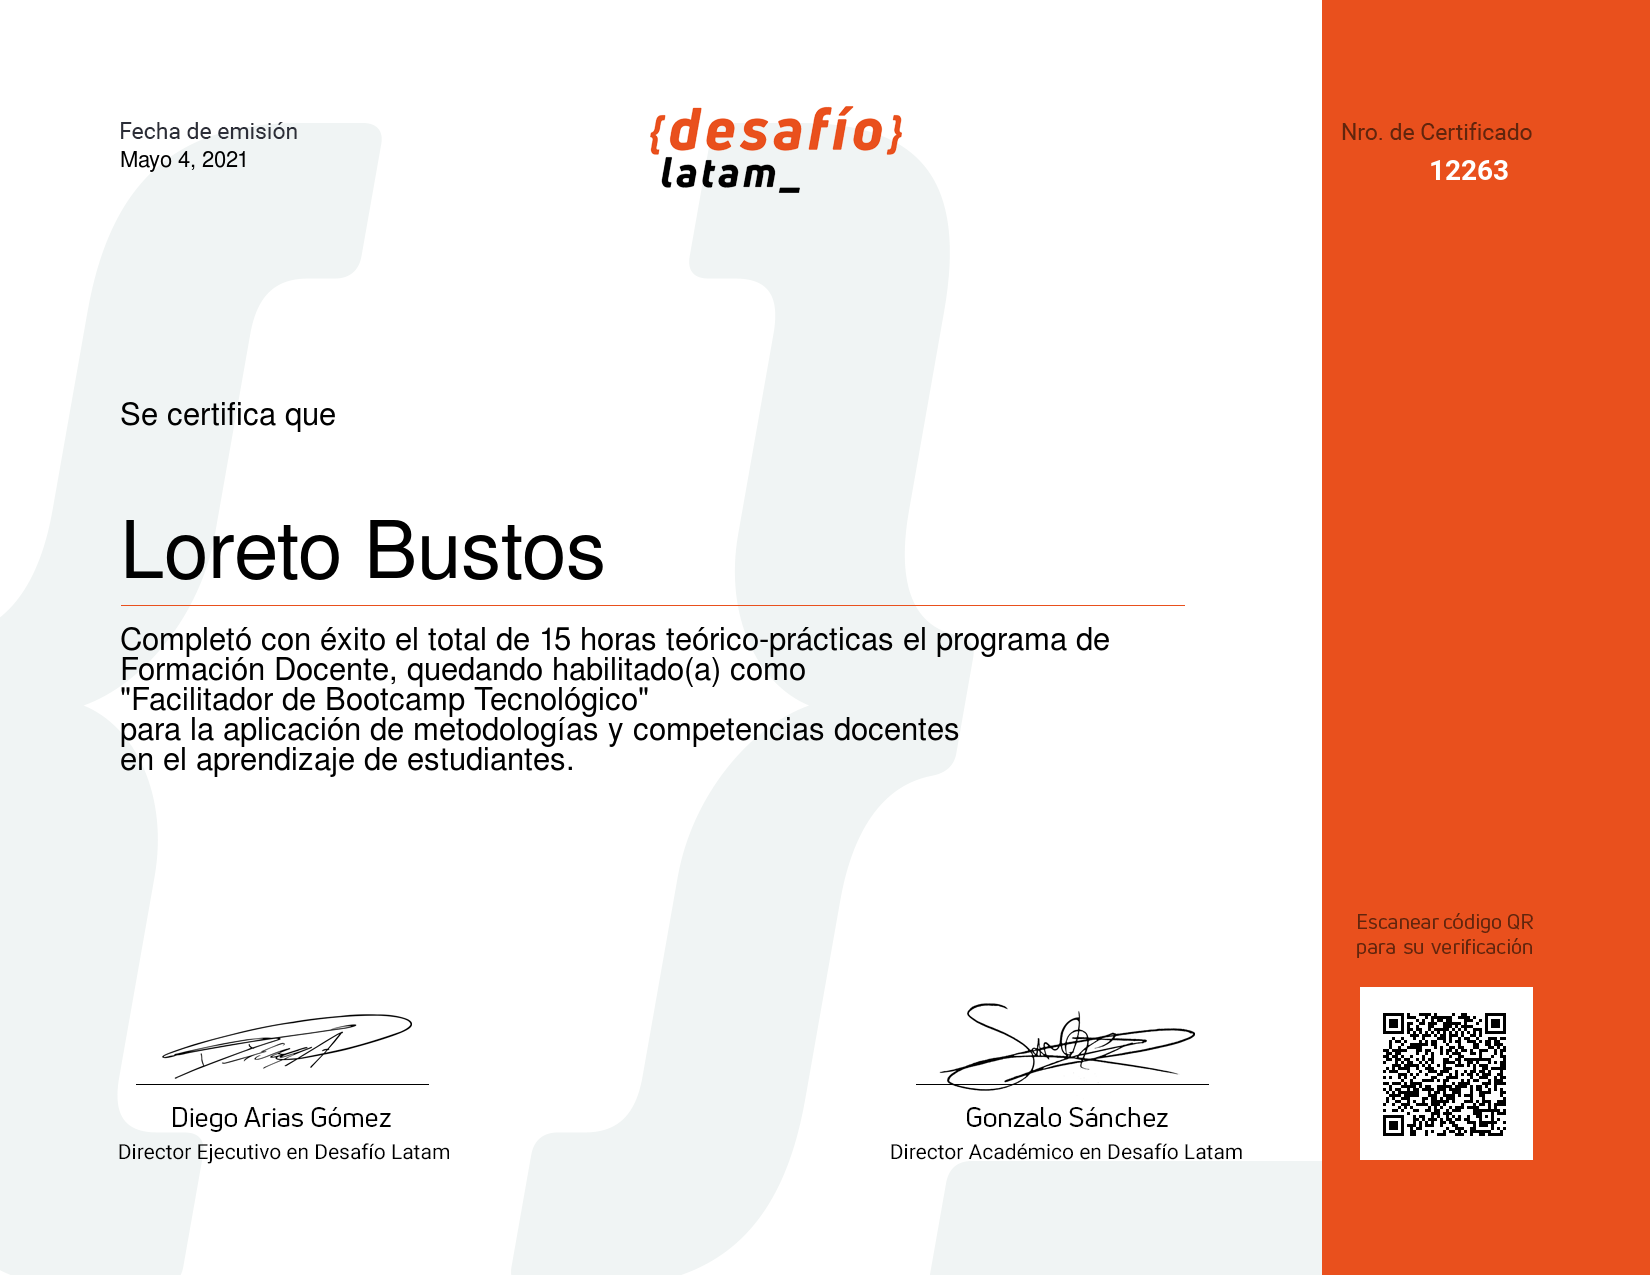 Fecha de emisión
Mayo 4, 2021
{desafío}
latam_
Nro. de Certificado
12263
Se certifica que
Loreto Bustos
Completó con éxito el total de 15 horas teórico-prácticas el programa de
Formación Docente, quedando habilitado(a) como
"Facilitador de Bootcamp Tecnológico"
para la aplicación de metodologías y competencias docentes
en el aprendizaje de estudiantes.
Escanear código QR
para su verificación
Diego Arias Gómez
Director Ejecutivo en Desafío Latam
Gonzalo Sánchez
Director Académico en Desafío Latam